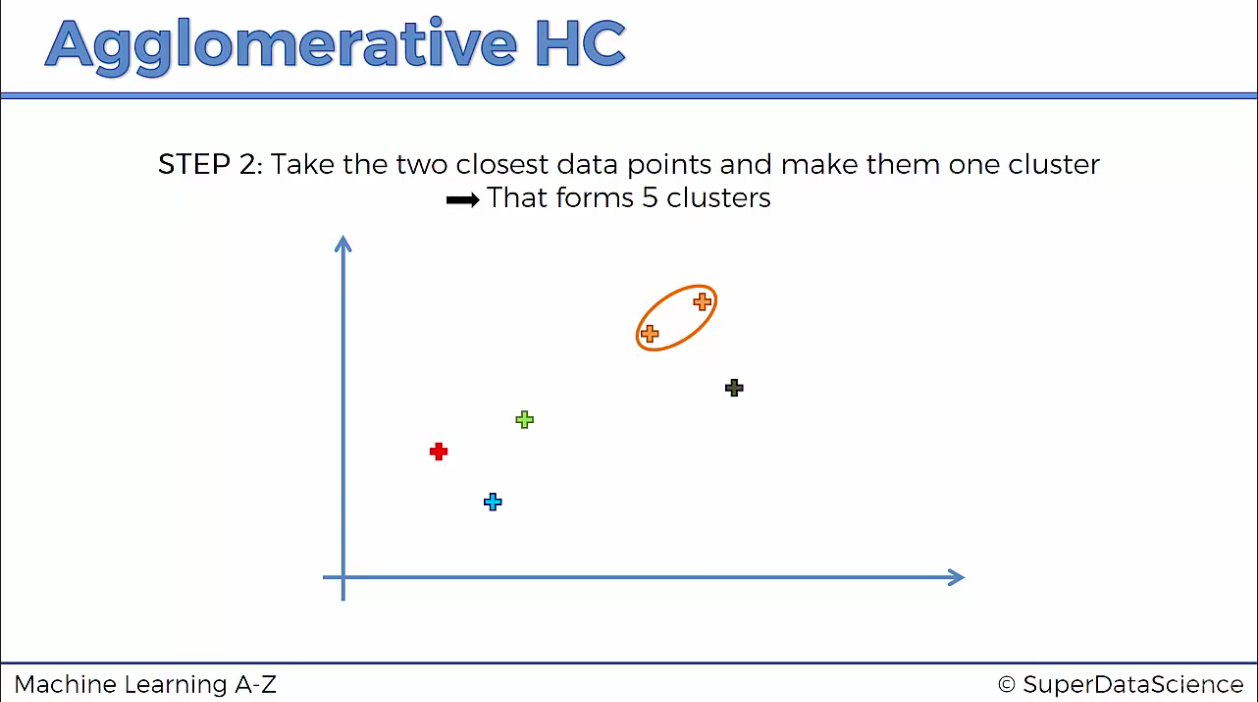 Agglomerative HC
STEP 2: Take the two closest data points and make them one cluster
➡ That forms 5 clusters
Machine Learning A-Z
© SuperDataScience